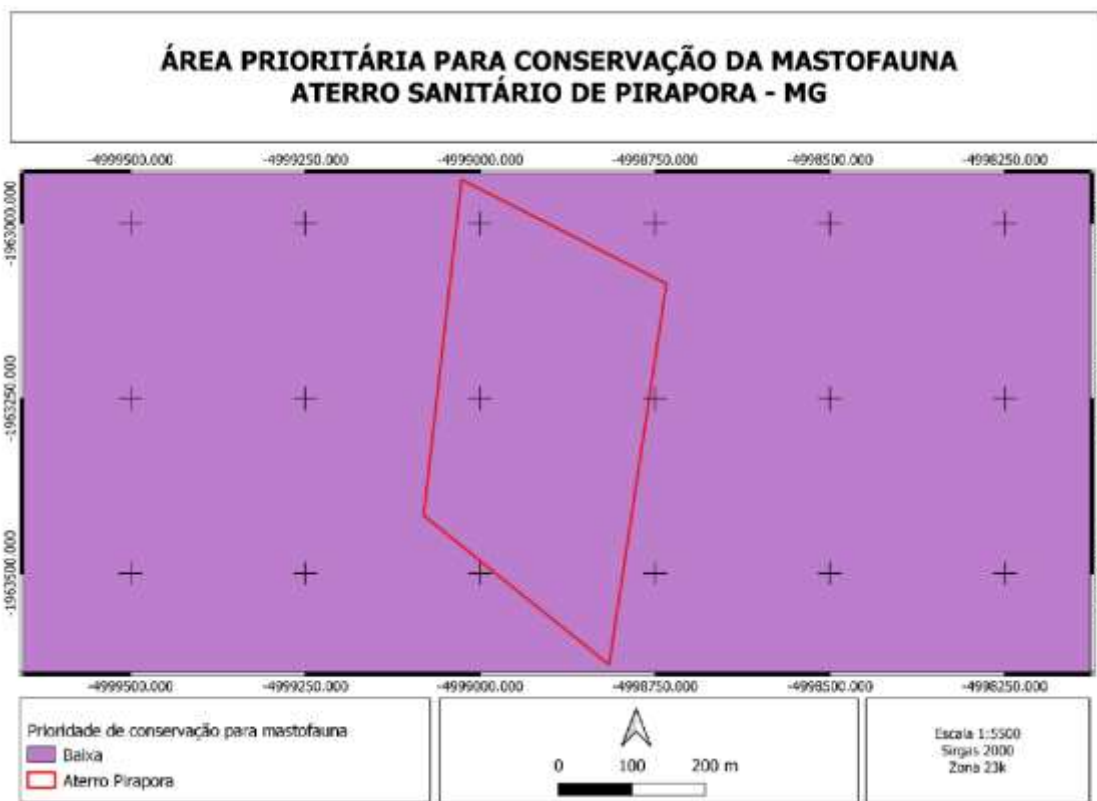 ÁREA PRIORITÁRIA PARA CONSERVAÇÃO DA MASTOFAUNA
ATERRO SANITÁRIO DE PIRAPORA - MG
-4999500.000 -4999250.000 -4999000.000 -4998750.000 -4998500.000 -4998250.000
-1963000.000
-1963250.000
-1963500.000
-4999500.000 -4999250.000 -4999000.000 -4998750.000 -4998500.000 -4998250.000
Prioridade de conservação para mastofauna
Baixa
Aterro Pirapora
0 100 200 m
Escala 1:5500
Sirgas 2000
Zona 23k